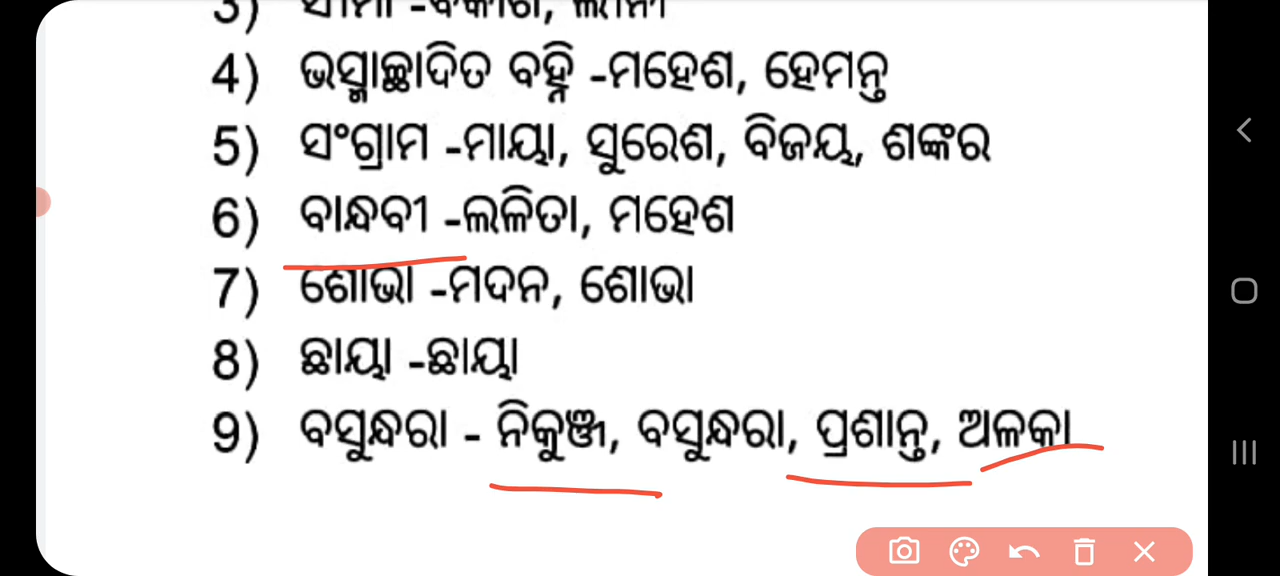 3) ସୀମା -ବିକାଶ, ଲୀନା
4) ଭସ୍ମାଚ୍ଛାଦିତ ବହ୍ନି -ମହେଶ, ହେମନ୍ତ
5) ସଂଗ୍ରାମ -ମାୟା, ସୁରେଶ, ବିଜୟ, ଶଙ୍କର
6) ବାନ୍ଧବୀ -ଲଳିତା, ମହେଶ
7) ଶୋଭା -ମଦନ, ଶୋଭା
8) ଛାୟା -ଛାୟା
9) ବସୁନ୍ଧରା - ନିକୁଞ୍ଜ, ବସୁନ୍ଧରା, ପ୍ରଶାନ୍ତ, ଅଳକା